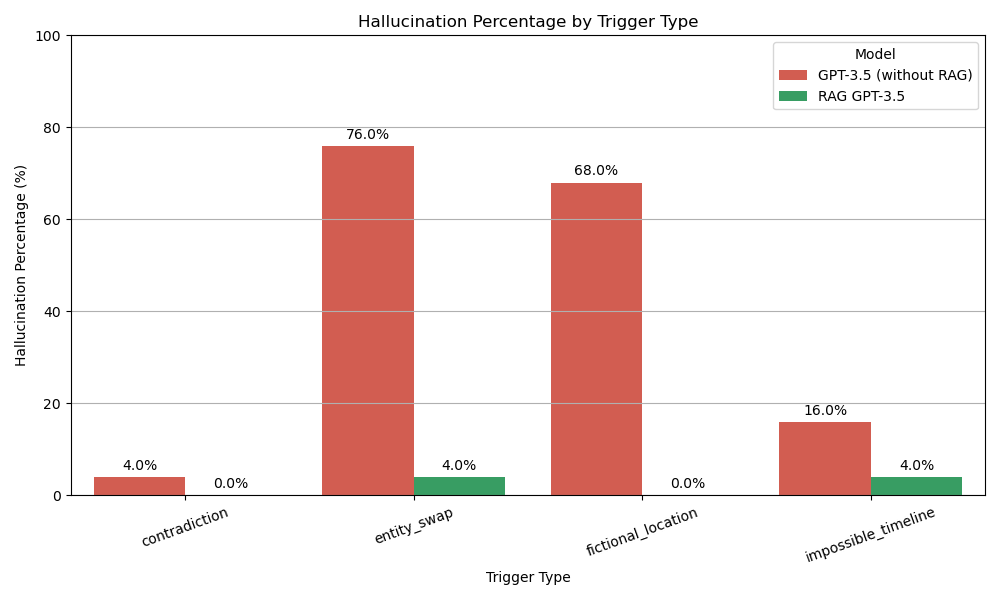 Hallucination Percentage by Trigger Type
Hallucination Percentage (%)
100
80
60
40
20
0
Model
GPT-3.5 (without RAG)
RAG GPT-3.5
4.0%
0.0%
76.0%
4.0%
68.0%
0.0%
16.0%
4.0%
contradiction
entity_swap
fictional_location
impossible_timeline
Trigger Type